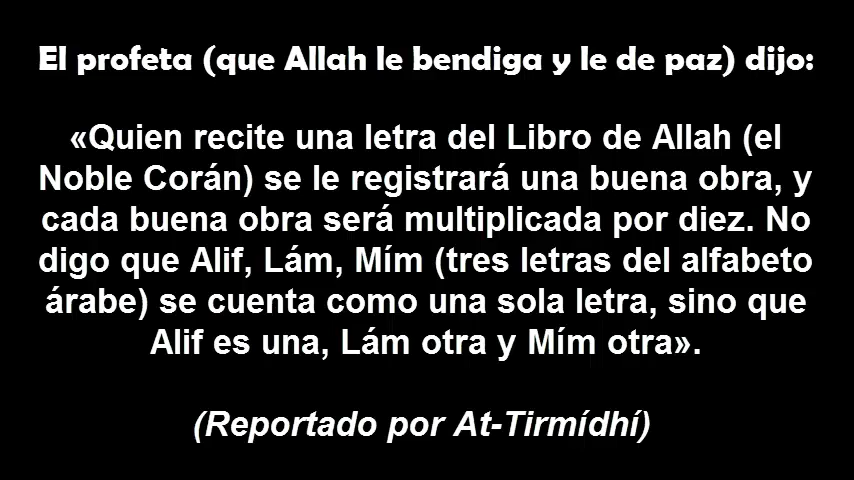 El profeta (que Allah le bendiga y le de paz) dijo:
«Quien recite una letra del Libro de Allah (el
Noble Corán) se le registrará una buena obra, y
cada buena obra será multiplicada por diez. No
digo que Alif, Lám, Mím (tres letras del alfabeto
árabe) se cuenta como una sola letra, sino que
Alif es una, Lám otra y Mím otra».
(Reportado por At-Tirmídhí)